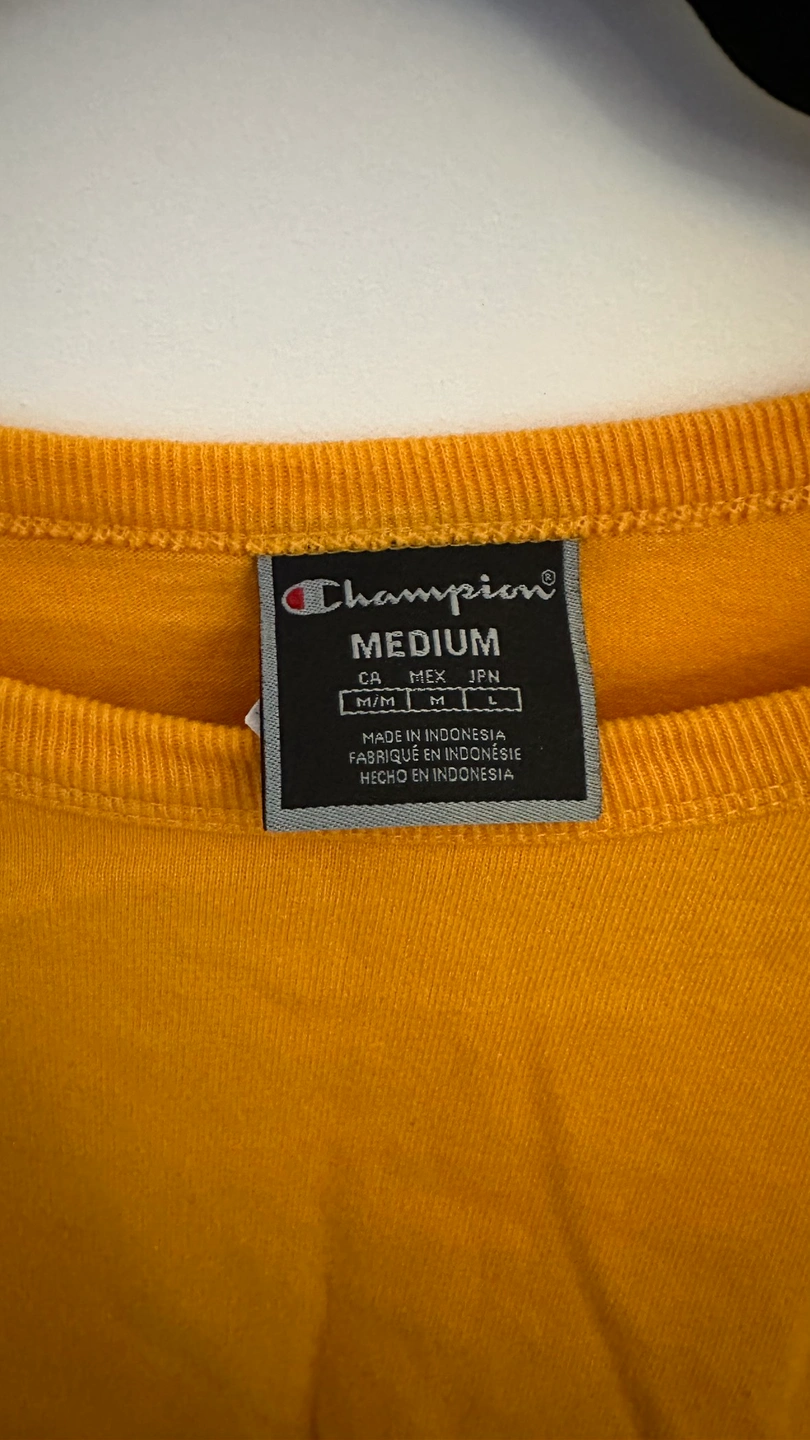 Champion®
MEDIUM
CA MEX JPN
M/M M L
MADE IN INDONESIA
FABRIQUÉ EN INDONÉSIE
HECHO EN INDONESIA